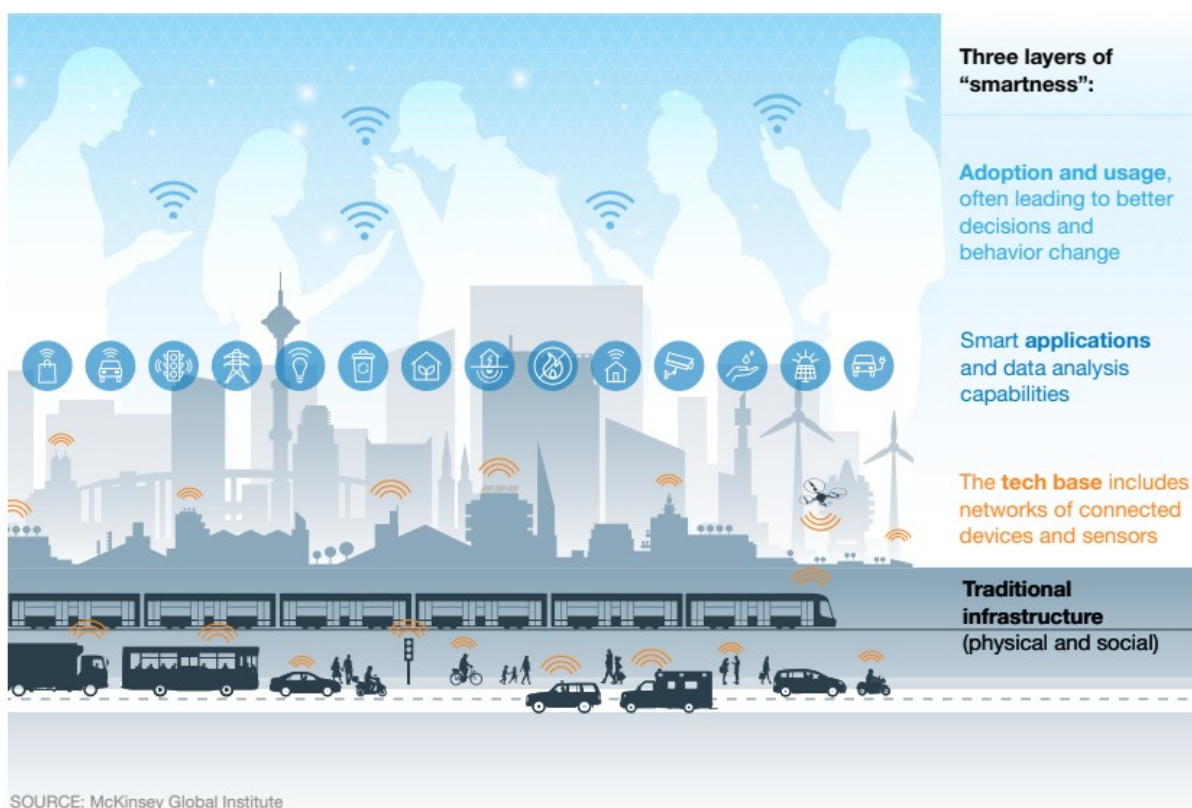 Three layers of
“smartness”:
Adoption and usage,
often leading to better
decisions and
behavior change
Smart applications
and data analysis
capabilities
The tech base includes
networks of connected
devices and sensors
Traditional
infrastructure
(physical and social)
SOURCE: McKinsey Global Institute